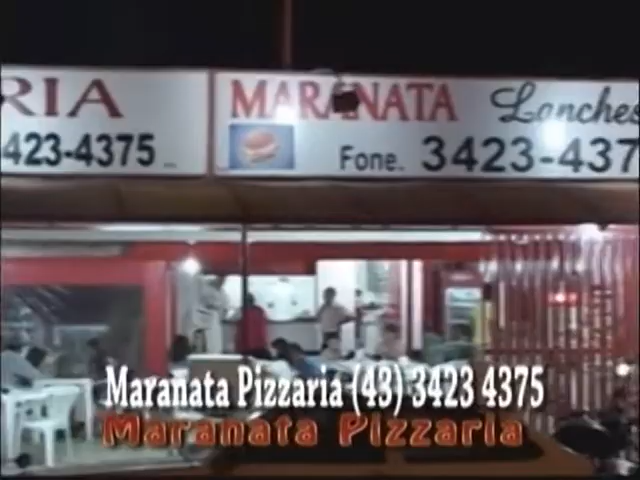 RIA
423-4375
MARANATA Lanches
Fone. 3423-437
Maranata Pizzaria (43) 3423 4375
Maranata Pizzaria